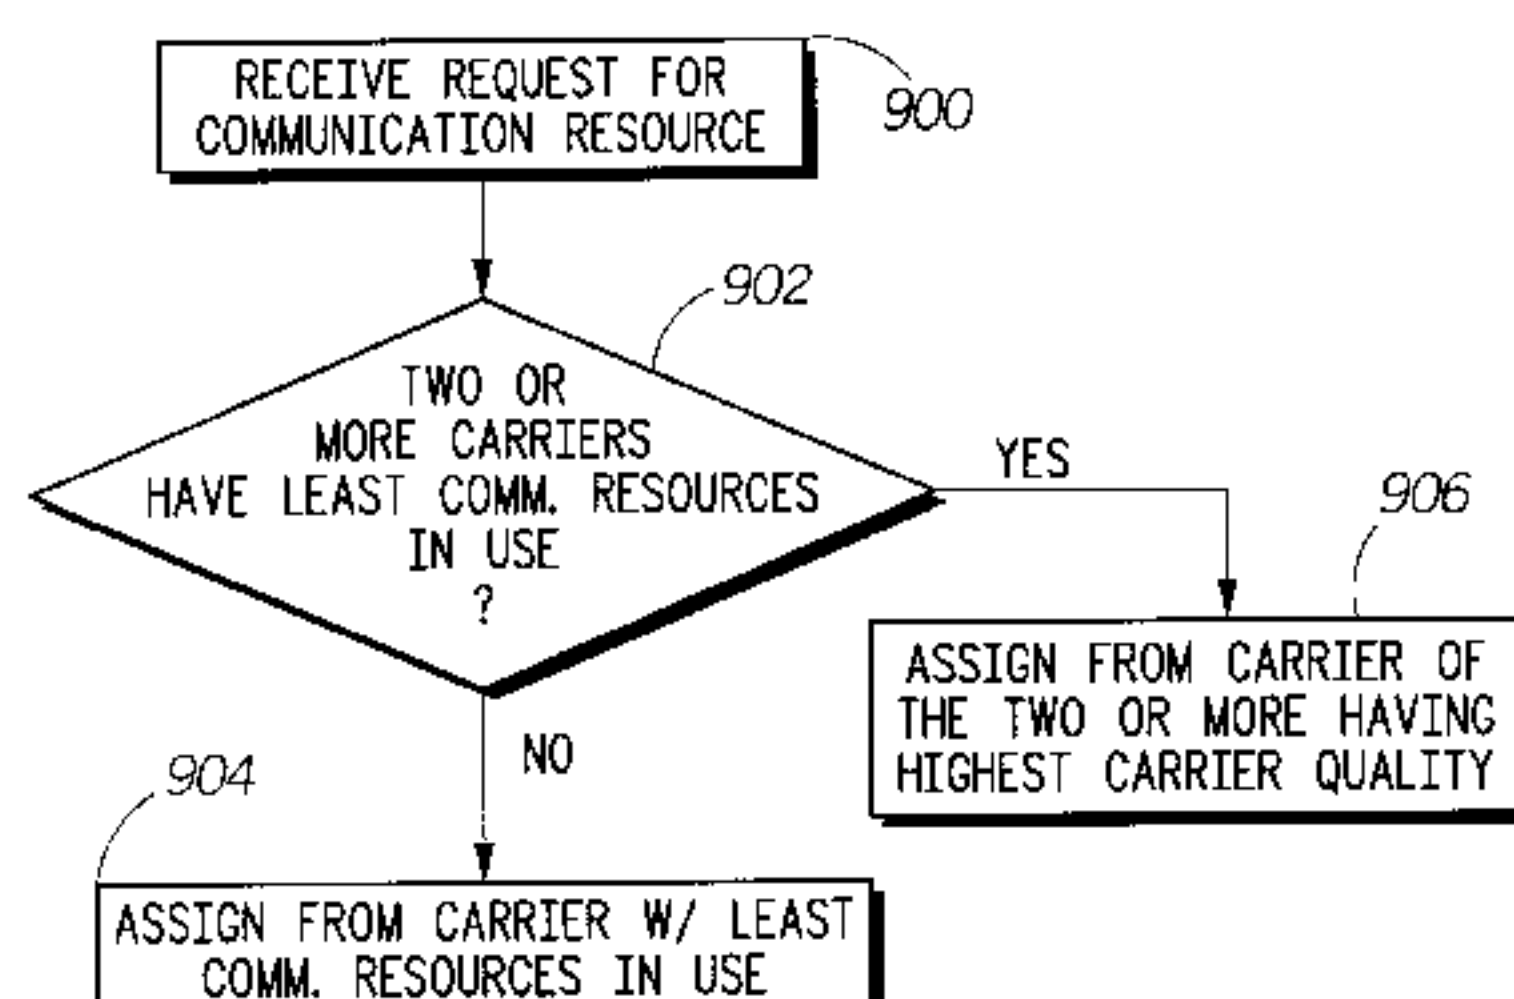 RECEIVE REQUEST FOR
COMMUNICATION RESOURCE
900
902
TWO OR
MORE CARRIERS
HAVE LEAST COMM. RESOURCES
IN USE
?
YES
906
ASSIGN FROM CARRIER OF
THE TWO OR MORE HAVING
HIGHEST CARRIER QUALITY
NO
904
ASSIGN FROM CARRIER W/ LEAST
COMM. RESOURCES IN USE